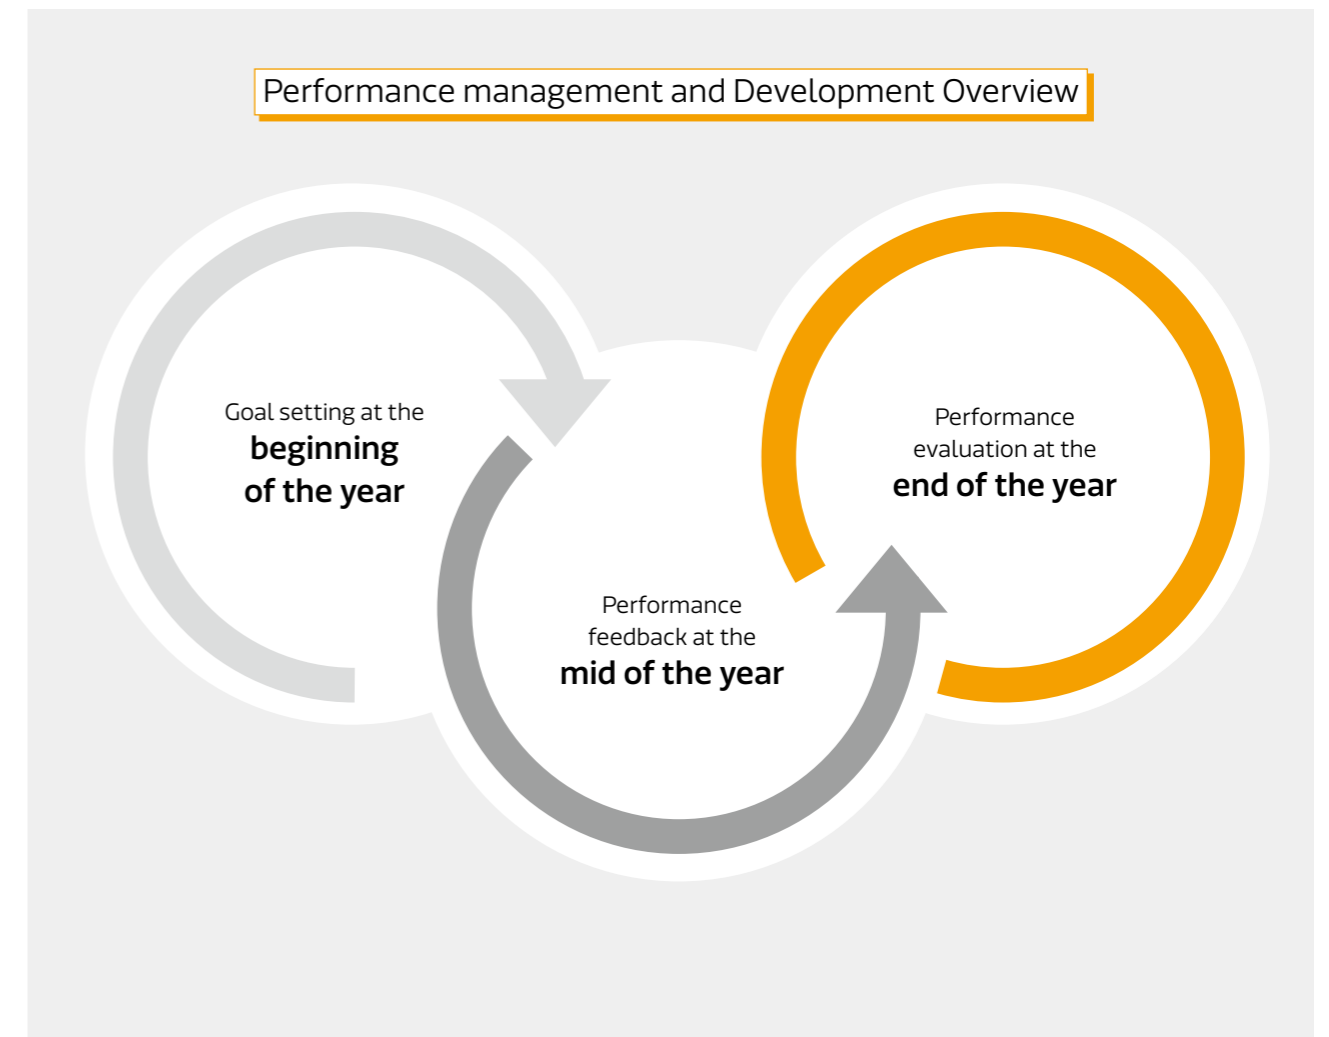 Performance management and Development Overview
Goal setting at the
beginning
of the year
Performance
feedback at the
mid of the year
Performance
evaluation at the
end of the year